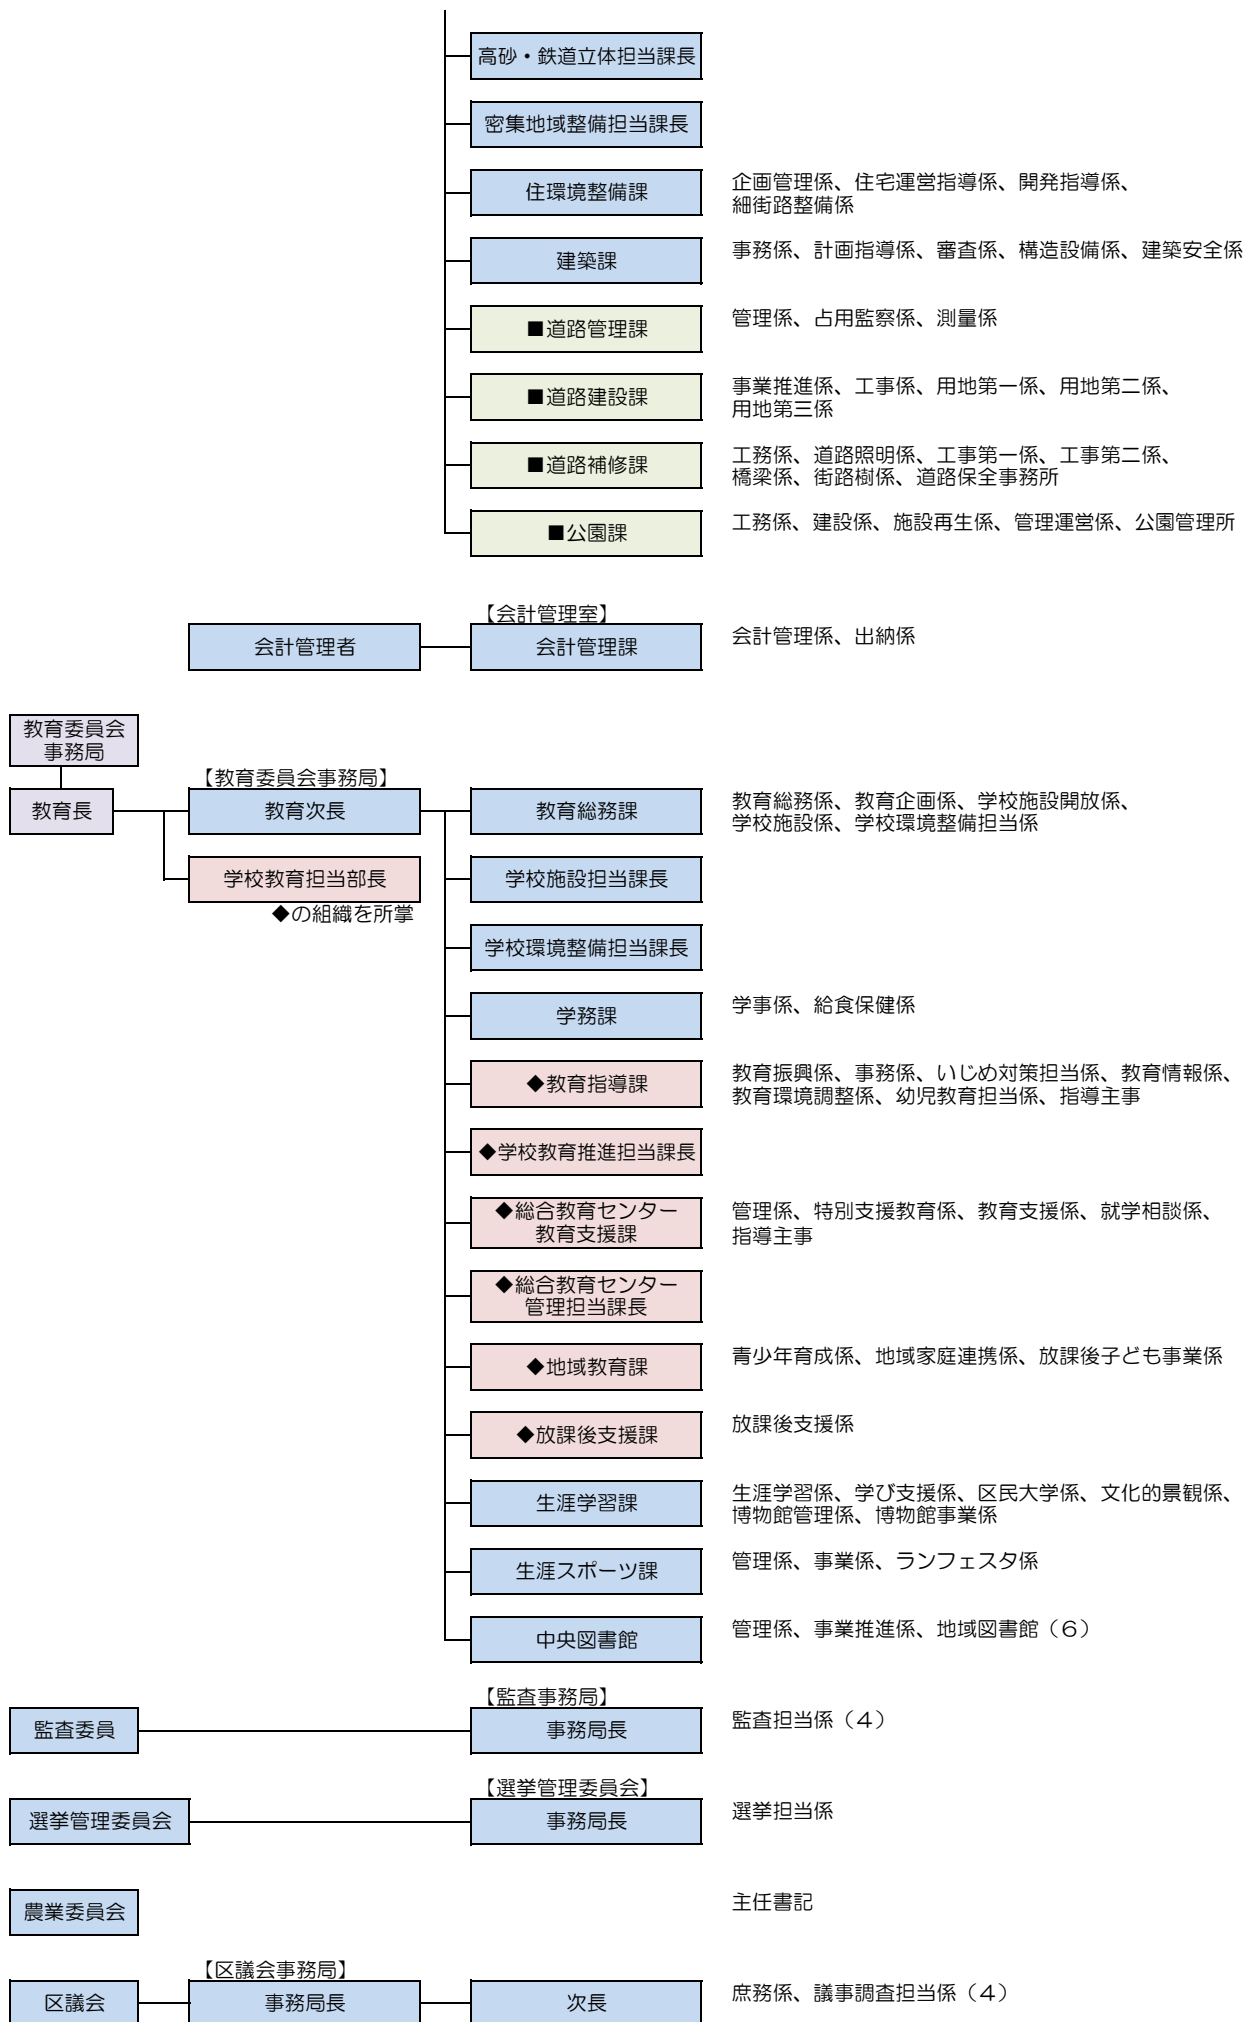 高砂・鉄道立体担当課長
密集地域整備担当課長
住環境整備課
企画管理係、住宅運営指導係、開発指導係、
細街路整備係
建築課
事務係、計画指導係、審査係、構造設備係、建築安全係
■道路管理課
管理係、占用監察係、測量係
■道路建設課
事業推進係、工事係、用地第一係、用地第二係、
用地第三係
■道路補修課
工務係、道路照明係、工事第一係、工事第二係、
橋梁係、街路樹係、道路保全事務所
■公園課
工務係、建設係、施設再生係、管理運営係、公園管理所
【会計管理室】
会計管理者
会計管理課
会計管理係、出納係
教育委員会
事務局
【教育委員会事務局】
教育長
教育次長
教育総務課
教育総務係、教育企画係、学校施設開放係、
学校施設係、学校環境整備担当係
学校教育担当部長
◆の組織を所掌
学校施設担当課長
学校環境整備担当課長
学務課
学事係、給食保健係
◆教育指導課
教育振興係、事務係、いじめ対策担当係、教育情報係、
教育環境調整係、幼児教育担当係、指導主事
◆学校教育推進担当課長
◆総合教育センター
教育支援課
管理係、特別支援教育係、教育支援係、就学相談係、
指導主事
◆総合教育センター
管理担当課長
◆地域教育課
青少年育成係、地域家庭連携係、放課後子ども事業係
◆放課後支援課
放課後支援係
生涯学習課
生涯学習係、学び支援係、区民大学係、文化的景観係、
博物館管理係、博物館事業係
生涯スポーツ課
管理係、事業係、ランフェスタ係
中央図書館
管理係、事業推進係、地域図書館（6）
【監査事務局】
監査委員
事務局長
監査担当係（4）
【選挙管理委員会】
選挙管理委員会
事務局長
選挙担当係
農業委員会
主任書記
【区議会事務局】
区議会
事務局長
次長
庶務係、議事調査担当係（4）